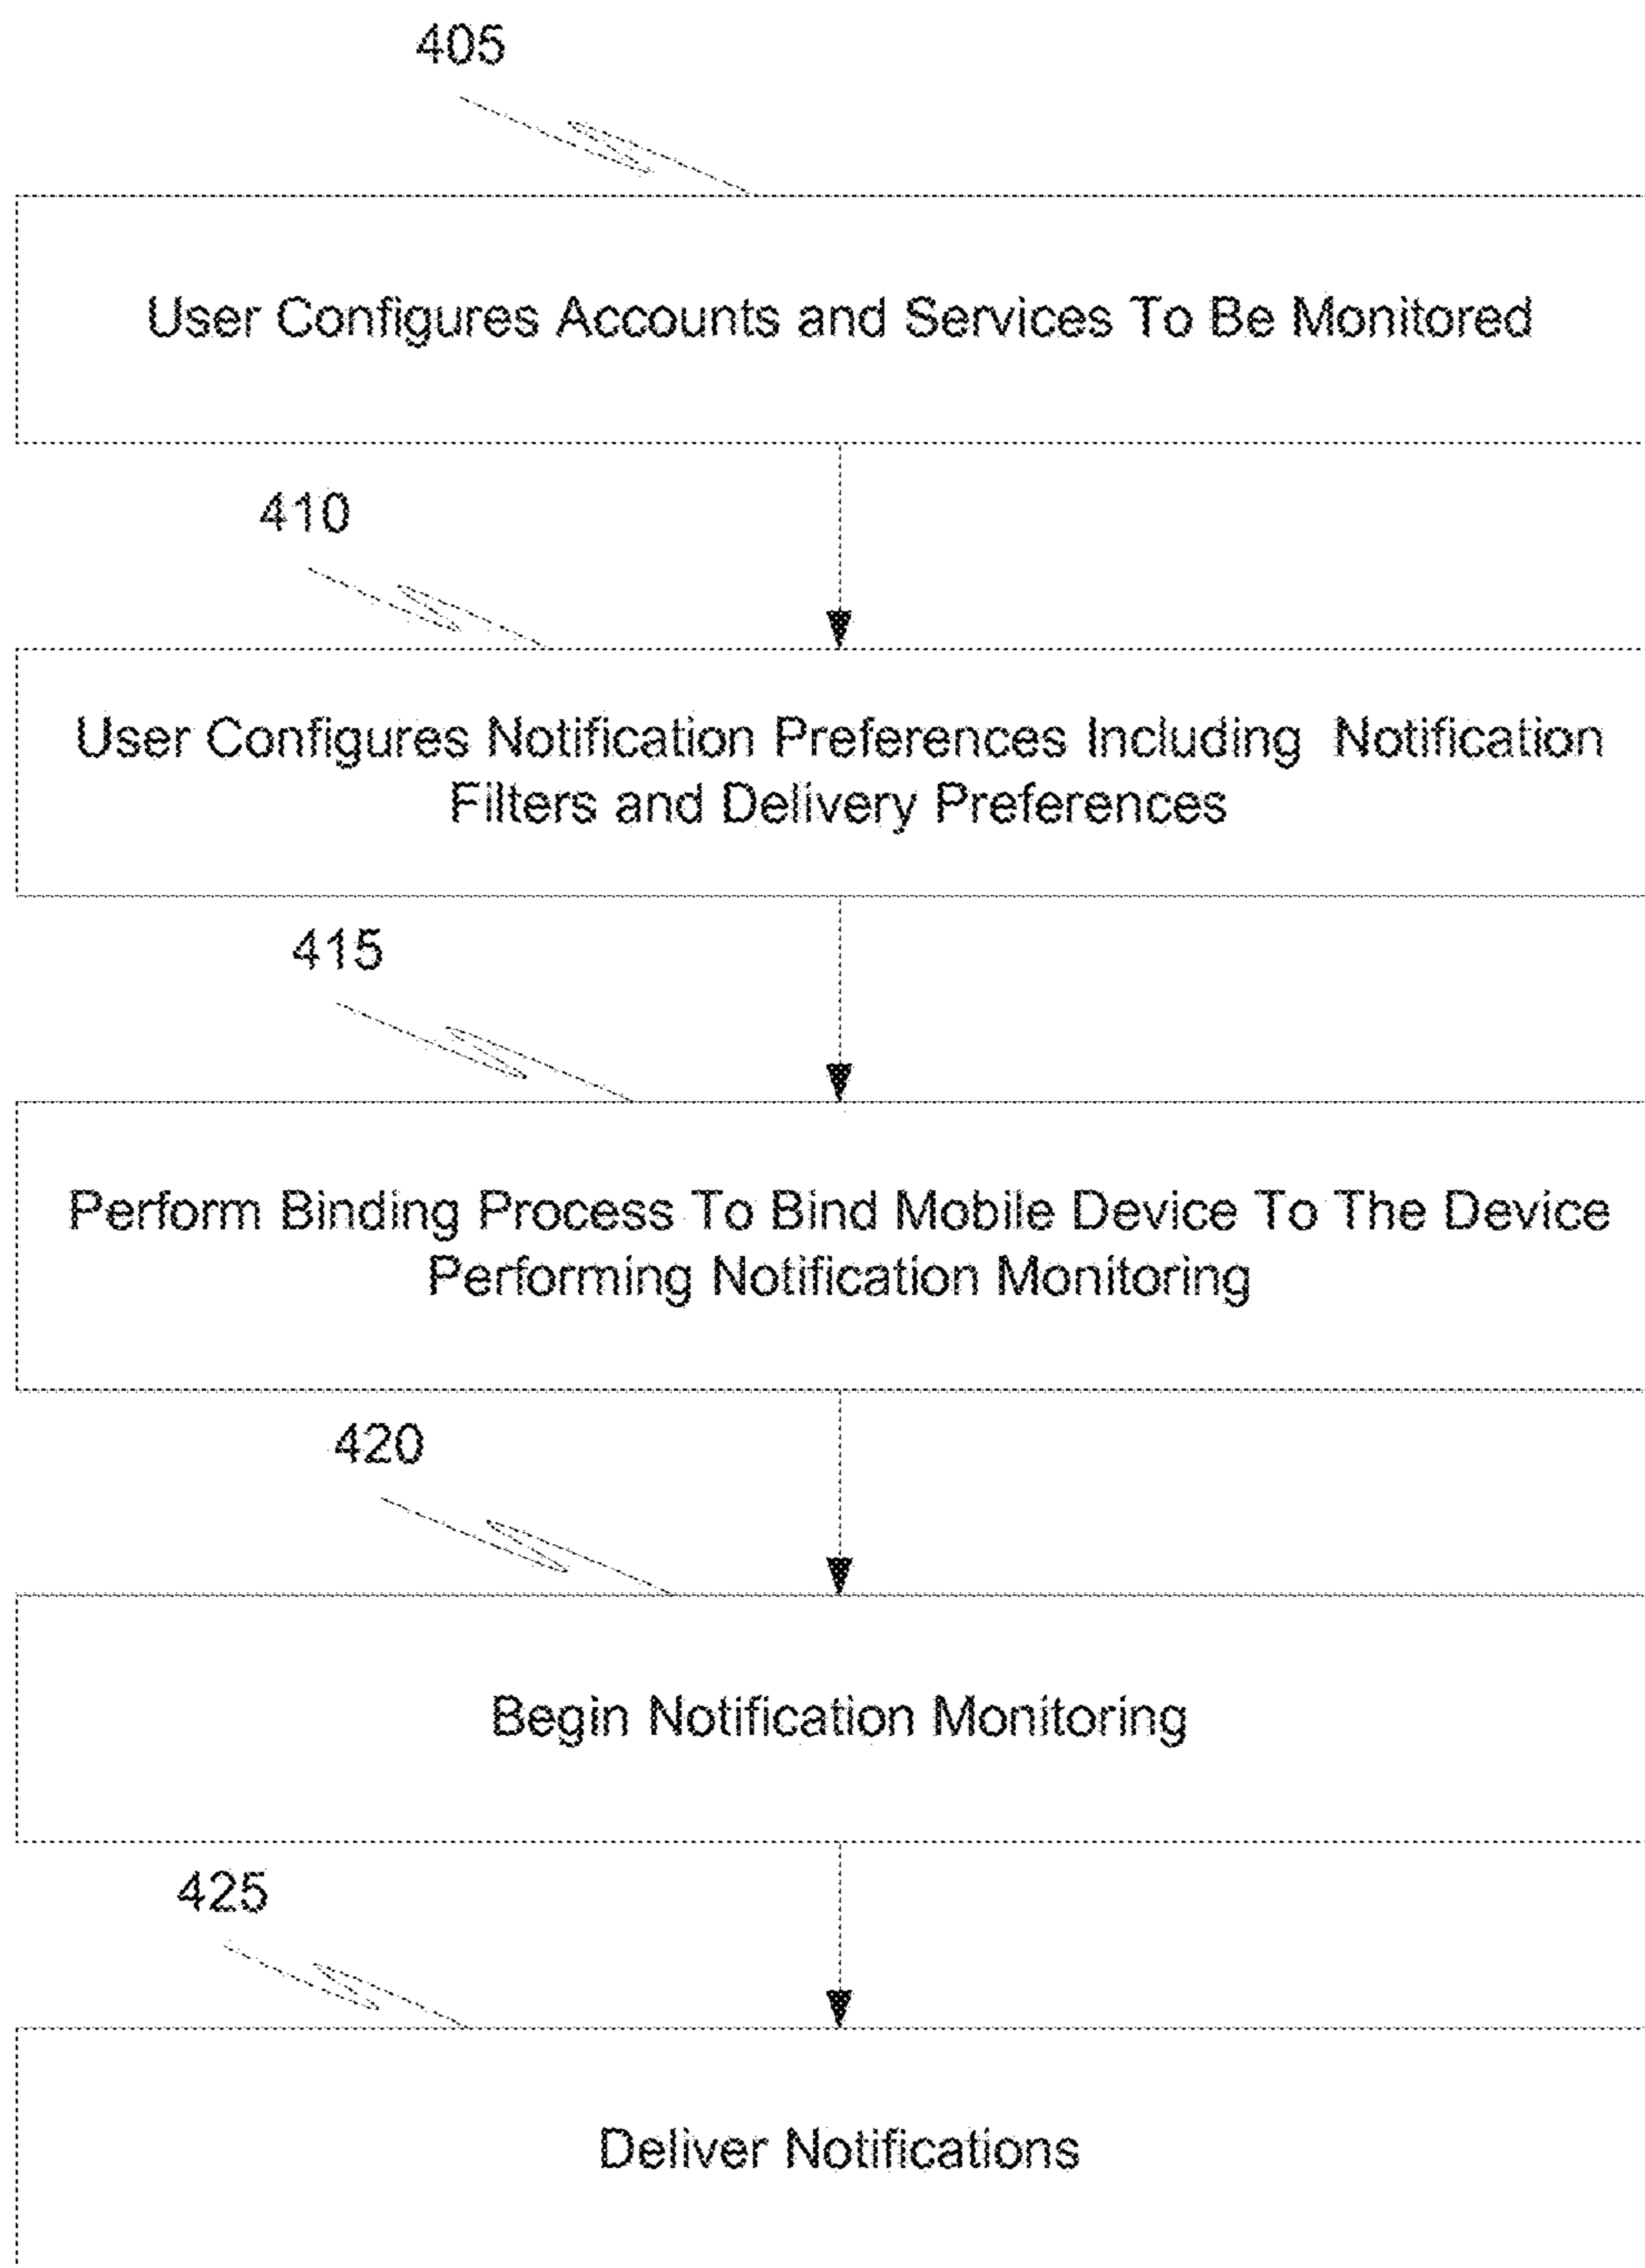 405
User Configures Accounts and Services To Be Monitored
410
User Configures Notification Preferences Including Notification
Filters and Delivery Preferences
415
Perform Binding Process To Bind Mobile Device To The Device
Performing Notification Monitoring
420
Begin Notification Monitoring
425
Deliver Notifications